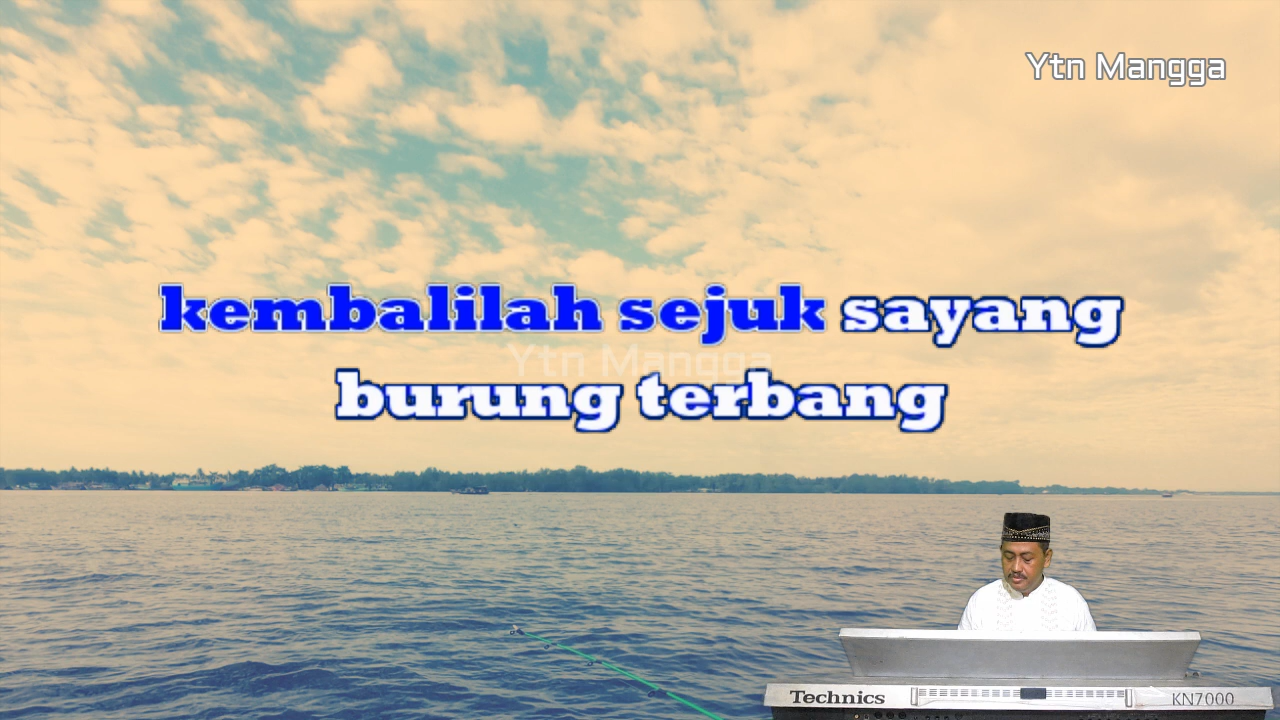 Ytn Mangga
kembalilah sejuk sayang
Ytn Mangga
burung terbang
Technics
KN7000